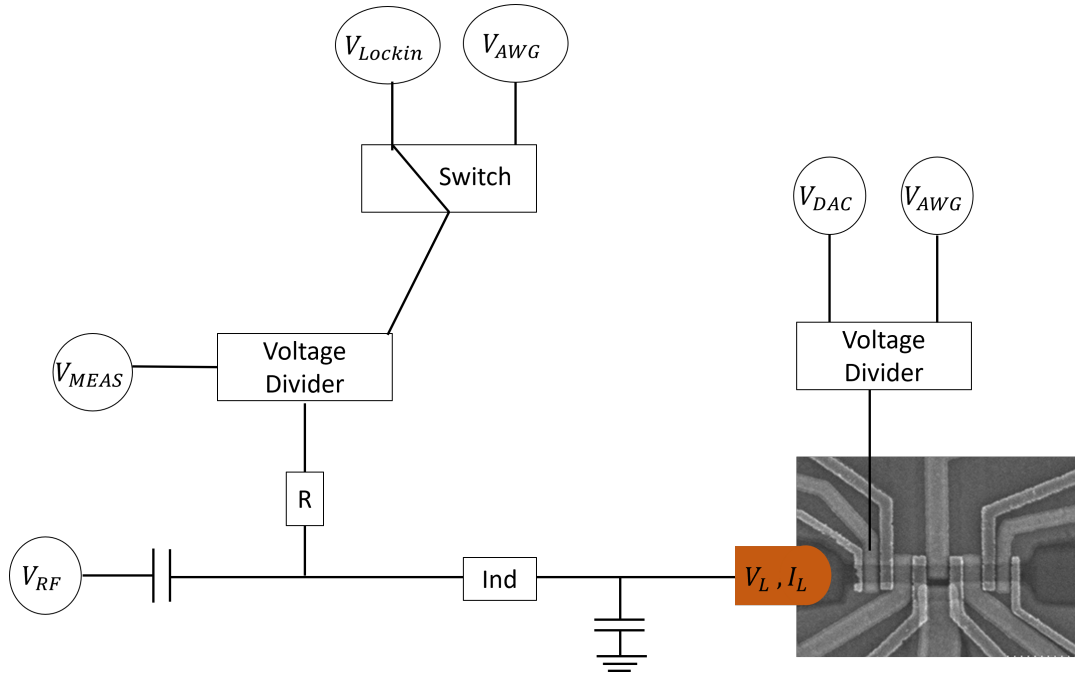 V_Lockin
V_AWG
Switch
V_DAC
V_AWG
Voltage
Divider
V_MEAS
Voltage
Divider
R
V_RF
Ind
V_L , I_L